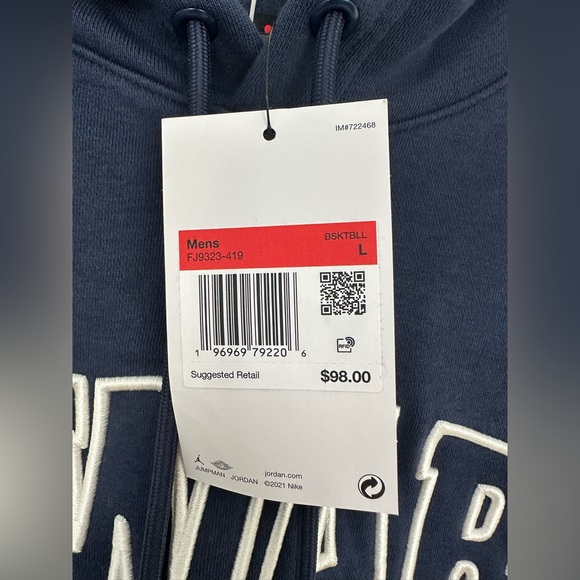 IM#722468
Mens BSKTBLL
FJ9323-419 L
1 96969 79220 6
RFID
Suggested Retail $98.00
JUMPMAN JORDAN
jordan.com
©2021 Nike